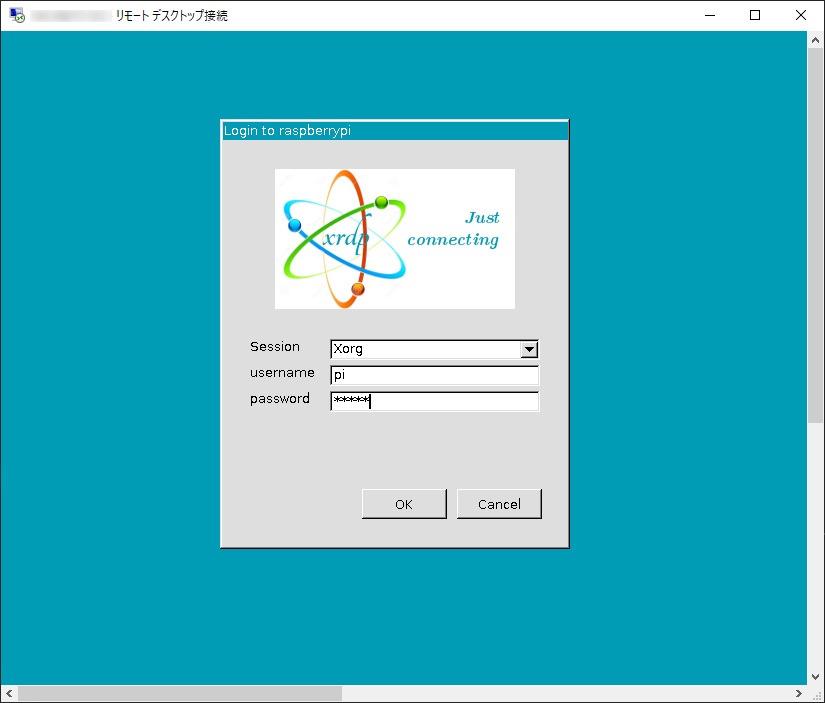 リモート デスクトップ接続
Login to raspberrypi
xrdp
Just
connecting
Session
Xorg
username
pi
password
*****
OK
Cancel